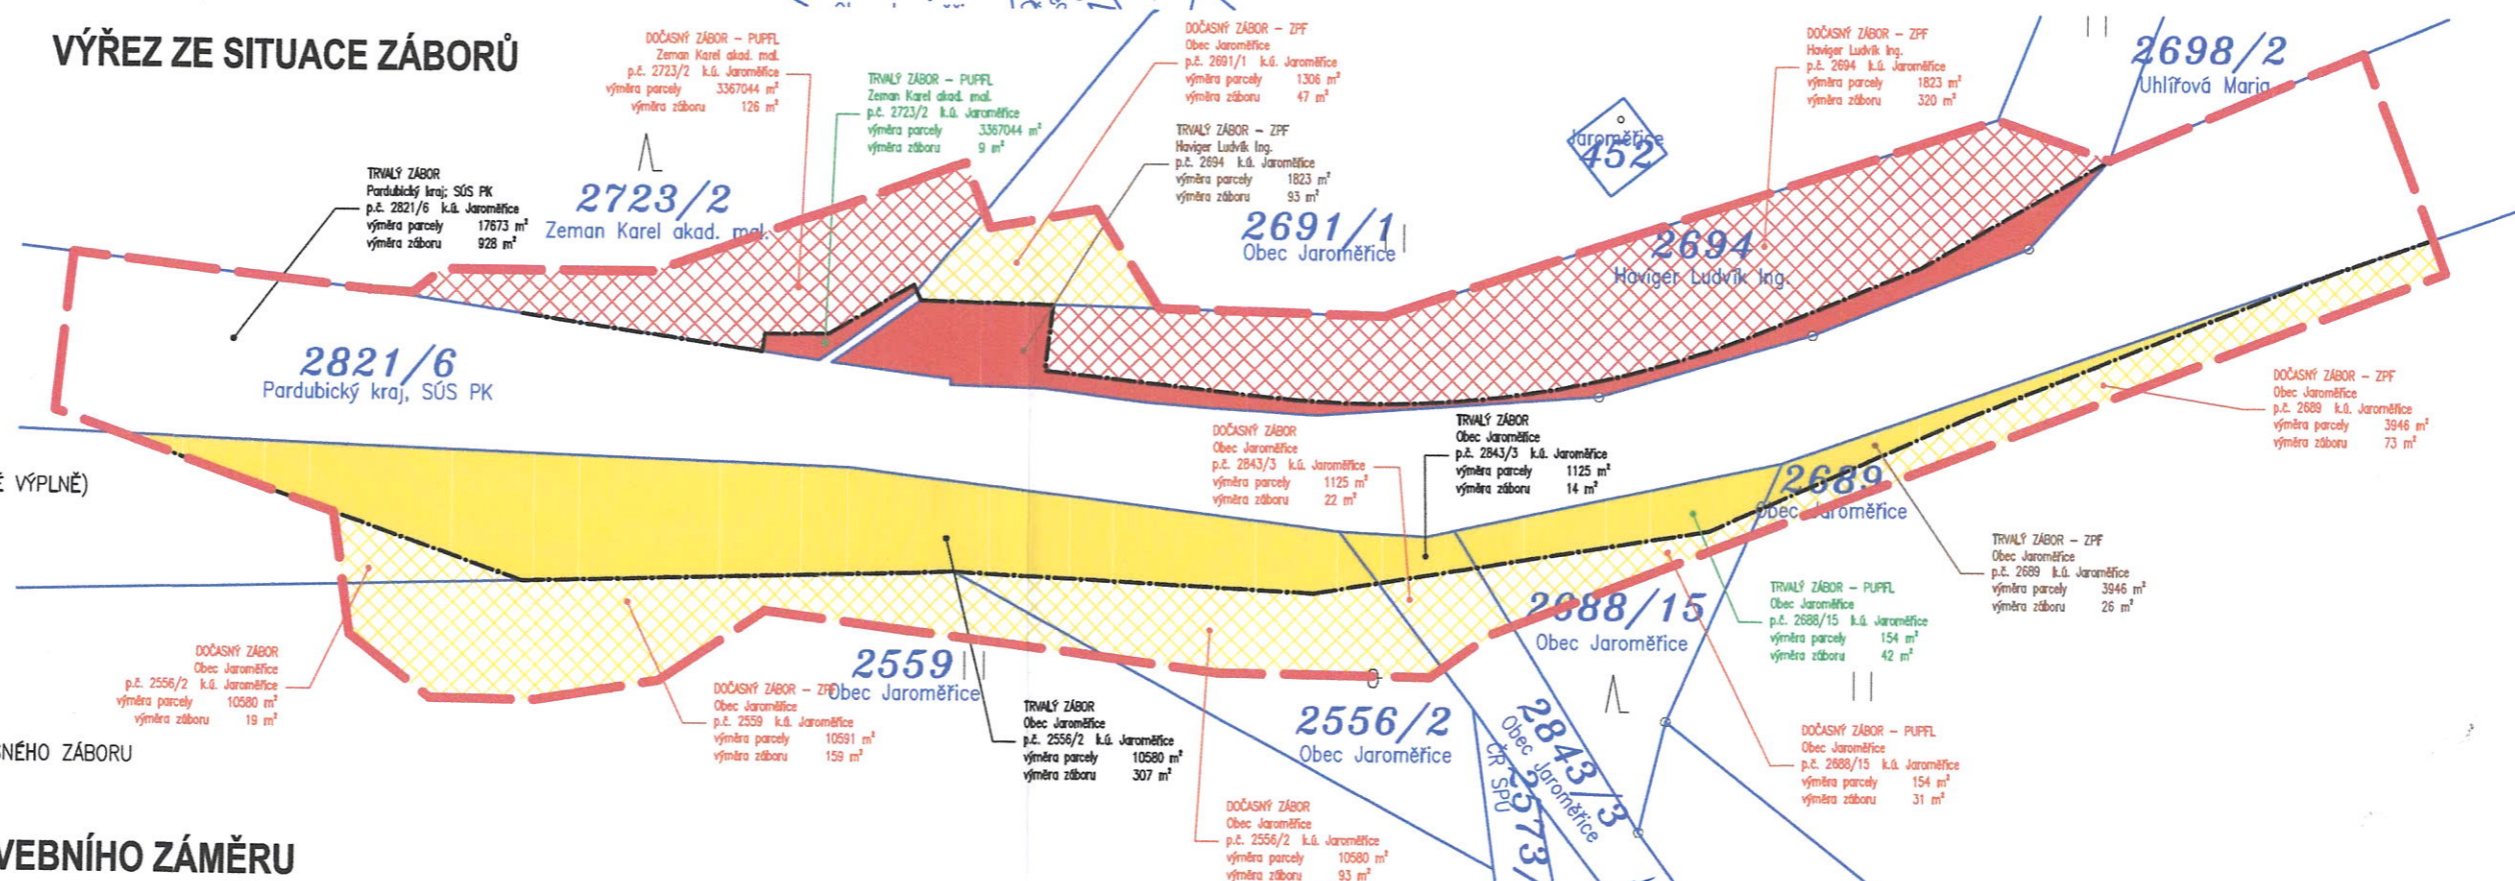 VÝŘEZ ZE SITUACE ZÁBORŮ
DOČASNÝ ZÁBOR – PUPFL
Zeman Karel akad. mal.
p.č. 2723/2 k.ú. Jaroměřice
výměra parcely 3367044 m²
výměra záboru 126 m²
TRVALÝ ZÁBOR – PUPFL
Zeman Karel akad. mal.
p.č. 2723/2 k.ú. Jaroměřice
výměra parcely 3367044 m²
výměra záboru 9 m²
DOČASNÝ ZÁBOR – ZPF
Obec Jaroměřice
p.č. 2691/1 k.ú. Jaroměřice
výměra parcely 1306 m²
výměra záboru 47 m²
TRVALÝ ZÁBOR – ZPF
Haviger Ludvík Ing.
p.č. 2694 k.ú. Jaroměřice
výměra parcely 1823 m²
výměra záboru 93 m²
DOČASNÝ ZÁBOR – ZPF
Haviger Ludvík Ing.
p.č. 2694 k.ú. Jaroměřice
výměra parcely 1823 m²
výměra záboru 320 m²
2698/2
Uhlířová Maria
Jaroměřice
452
TRVALÝ ZÁBOR
Pardubický kraj; SÚS PK
p.č. 2821/6 k.ú. Jaroměřice
výměra parcely 17673 m²
výměra záboru 928 m²
2723/2
Zeman Karel akad. mal.
2691/1
Obec Jaroměřice
2694
Haviger Ludvík Ing.
2821/6
Pardubický kraj, SÚS PK
DOČASNÝ ZÁBOR – ZPF
Obec Jaroměřice
p.č. 2689 k.ú. Jaroměřice
výměra parcely 3946 m²
výměra záboru 73 m²
DOČASNÝ ZÁBOR
Obec Jaroměřice
p.č. 2843/3 k.ú. Jaroměřice
výměra parcely 1125 m²
výměra záboru 22 m²
TRVALÝ ZÁBOR
Obec Jaroměřice
p.č. 2843/3 k.ú. Jaroměřice
výměra parcely 1125 m²
výměra záboru 14 m²
VÝPLNĚ)
2689
Obec Jaroměřice
TRVALÝ ZÁBOR – ZPF
Obec Jaroměřice
p.č. 2689 k.ú. Jaroměřice
výměra parcely 3946 m²
výměra záboru 26 m²
TRVALÝ ZÁBOR – PUPFL
Obec Jaroměřice
p.č. 2688/15 k.ú. Jaroměřice
výměra parcely 154 m²
výměra záboru 42 m²
2688/15
Obec Jaroměřice
DOČASNÝ ZÁBOR
Obec Jaroměřice
p.č. 2556/2 k.ú. Jaroměřice
výměra parcely 10580 m²
výměra záboru 19 m²
2559
Obec Jaroměřice
DOČASNÝ ZÁBOR – ZPF
Obec Jaroměřice
p.č. 2559 k.ú. Jaroměřice
výměra parcely 10591 m²
výměra záboru 159 m²
TRVALÝ ZÁBOR
Obec Jaroměřice
p.č. 2556/2 k.ú. Jaroměřice
výměra parcely 10580 m²
výměra záboru 307 m²
2556/2
Obec Jaroměřice
2843/3
Obec Jaroměřice
ČR SPÚ
2573/
DOČASNÝ ZÁBOR – PUPFL
Obec Jaroměřice
p.č. 2688/15 k.ú. Jaroměřice
výměra parcely 154 m²
výměra záboru 31 m²
DOČASNÝ ZÁBOR
Obec Jaroměřice
p.č. 2556/2 k.ú. Jaroměřice
výměra parcely 10580 m²
výměra záboru 93 m²
SNÉHO ZÁBORU
VEBNÍHO ZÁMĚRU